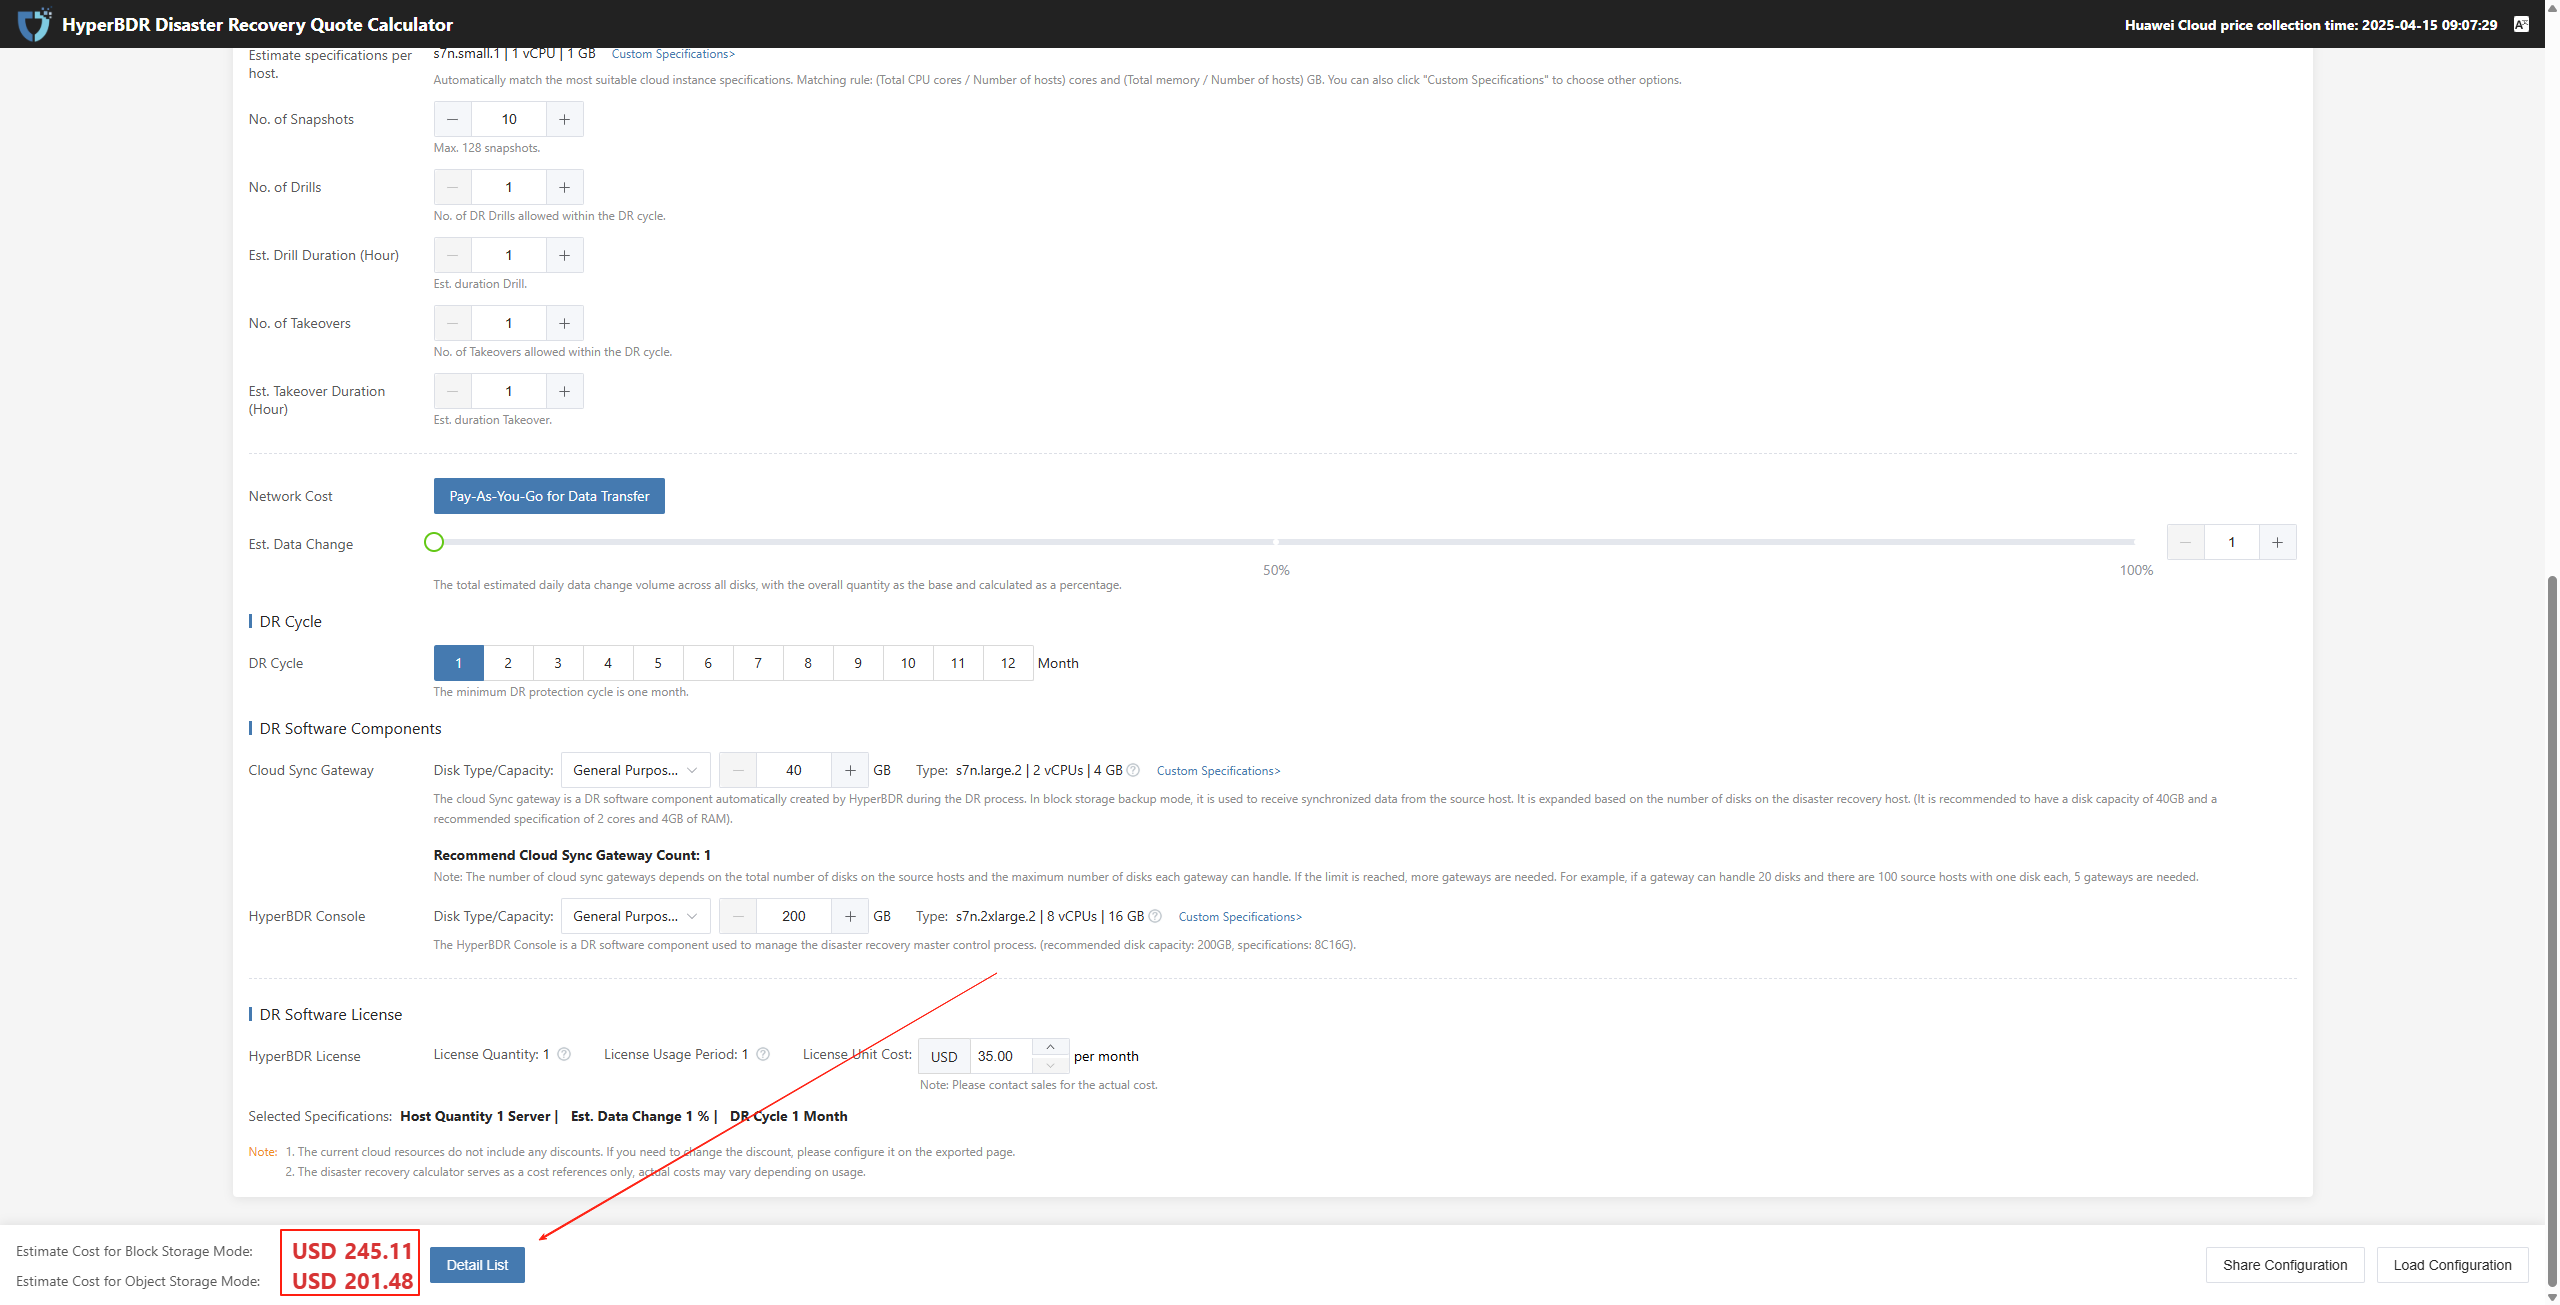 HyperBDR Disaster Recovery Quote Calculator
Huawei Cloud price collection time: 2025-04-15 09:07:29
Estimate specifications per host.
s7n.small.1 | 1 vCPU | 1 GB Custom Specifications>
Automatically match the most suitable cloud instance specifications. Matching rule: (Total CPU cores / Number of hosts) cores and (Total memory / Number of hosts) GB. You can also click "Custom Specifications" to choose other options.
No. of Snapshots
10
Max. 128 snapshots.
No. of Drills
1
No. of DR Drills allowed within the DR cycle.
Est. Drill Duration (Hour)
1
Est. duration Drill.
No. of Takeovers
1
No. of Takeovers allowed within the DR cycle.
Est. Takeover Duration (Hour)
1
Est. duration Takeover.
Network Cost
Pay-As-You-Go for Data Transfer
Est. Data Change
1
50%
100%
The total estimated daily data change volume across all disks, with the overall quantity as the base and calculated as a percentage.
DR Cycle
DR Cycle
1 2 3 4 5 6 7 8 9 10 11 12 Month
The minimum DR protection cycle is one month.
DR Software Components
Cloud Sync Gateway
Disk Type/Capacity: General Purpos... 40 GB Type: s7n.large.2 | 2 vCPUs | 4 GB Custom Specifications>
The cloud Sync gateway is a DR software component automatically created by HyperBDR during the DR process. In block storage backup mode, it is used to receive synchronized data from the source host. It is expanded based on the number of disks on the disaster recovery host. (It is recommended to have a disk capacity of 40GB and a
recommended specification of 2 cores and 4GB of RAM).
Recommend Cloud Sync Gateway Count: 1
Note: The number of cloud sync gateways depends on the total number of disks on the source hosts and the maximum number of disks each gateway can handle. If the limit is reached, more gateways are needed. For example, if a gateway can handle 20 disks and there are 100 source hosts with one disk each, 5 gateways are needed.
HyperBDR Console
Disk Type/Capacity: General Purpos... 200 GB Type: s7n.2xlarge.2 | 8 vCPUs | 16 GB Custom Specifications>
The HyperBDR Console is a DR software component used to manage the disaster recovery master control process. (recommended disk capacity: 200GB, specifications: 8C16G).
DR Software License
HyperBDR License
License Quantity: 1 License Usage Period: 1 License Unit Cost: USD 35.00 per month
Note: Please contact sales for the actual cost.
Selected Specifications: Host Quantity 1 Server | Est. Data Change 1 % | DR Cycle 1 Month
Note: 1. The current cloud resources do not include any discounts. If you need to change the discount, please configure it on the exported page.
2. The disaster recovery calculator serves as a cost references only, actual costs may vary depending on usage.
Estimate Cost for Block Storage Mode: USD 245.11
Estimate Cost for Object Storage Mode: USD 201.48
Detail List
Share Configuration
Load Configuration